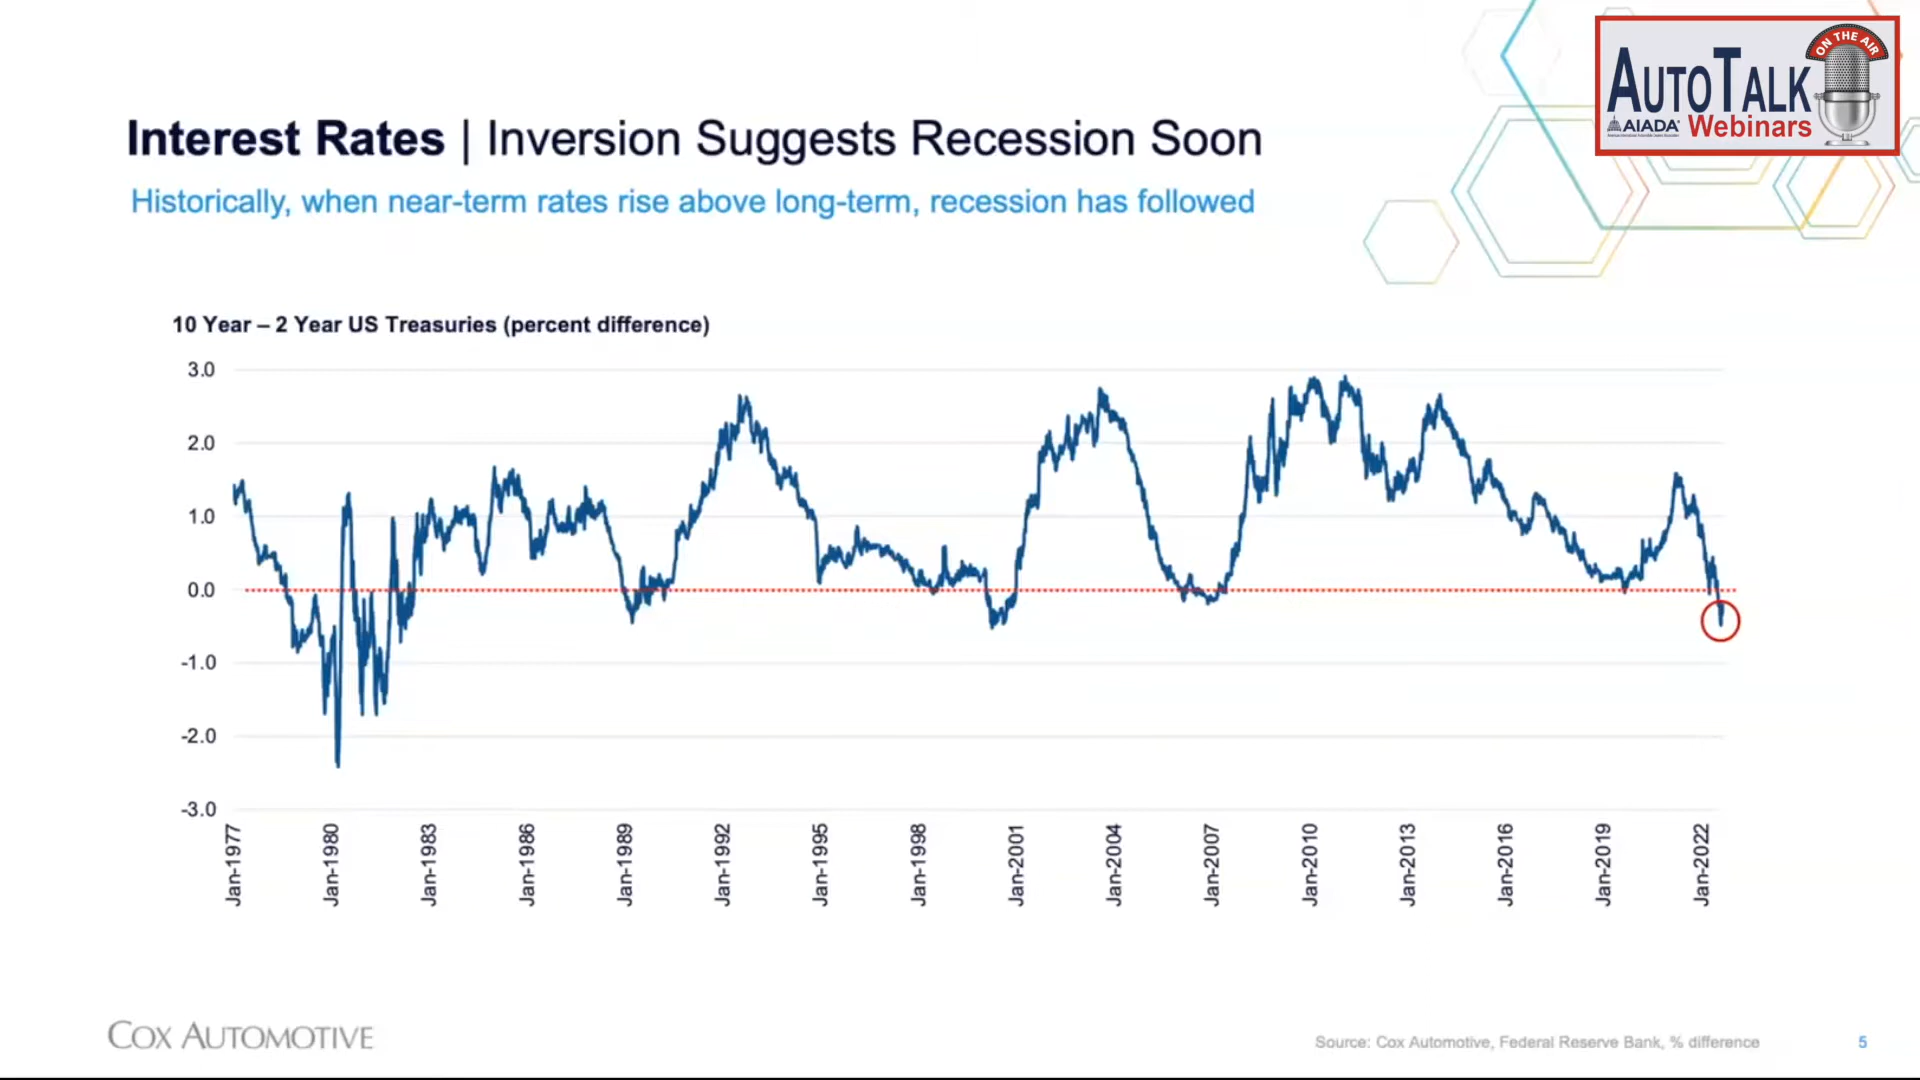 ON THE AIR
AUTOTALK
AIADA Webinars
Interest Rates | Inversion Suggests Recession Soon
Historically, when near-term rates rise above long-term, recession has followed
10 Year – 2 Year US Treasuries (percent difference)
3.0
2.0
1.0
0.0
-1.0
-2.0
-3.0
Jan-1977
Jan-1980
Jan-1983
Jan-1986
Jan-1989
Jan-1992
Jan-1995
Jan-1998
Jan-2001
Jan-2004
Jan-2007
Jan-2010
Jan-2013
Jan-2016
Jan-2019
Jan-2022
COX AUTOMOTIVE
Source: Cox Automotive, Federal Reserve Bank, % difference
5